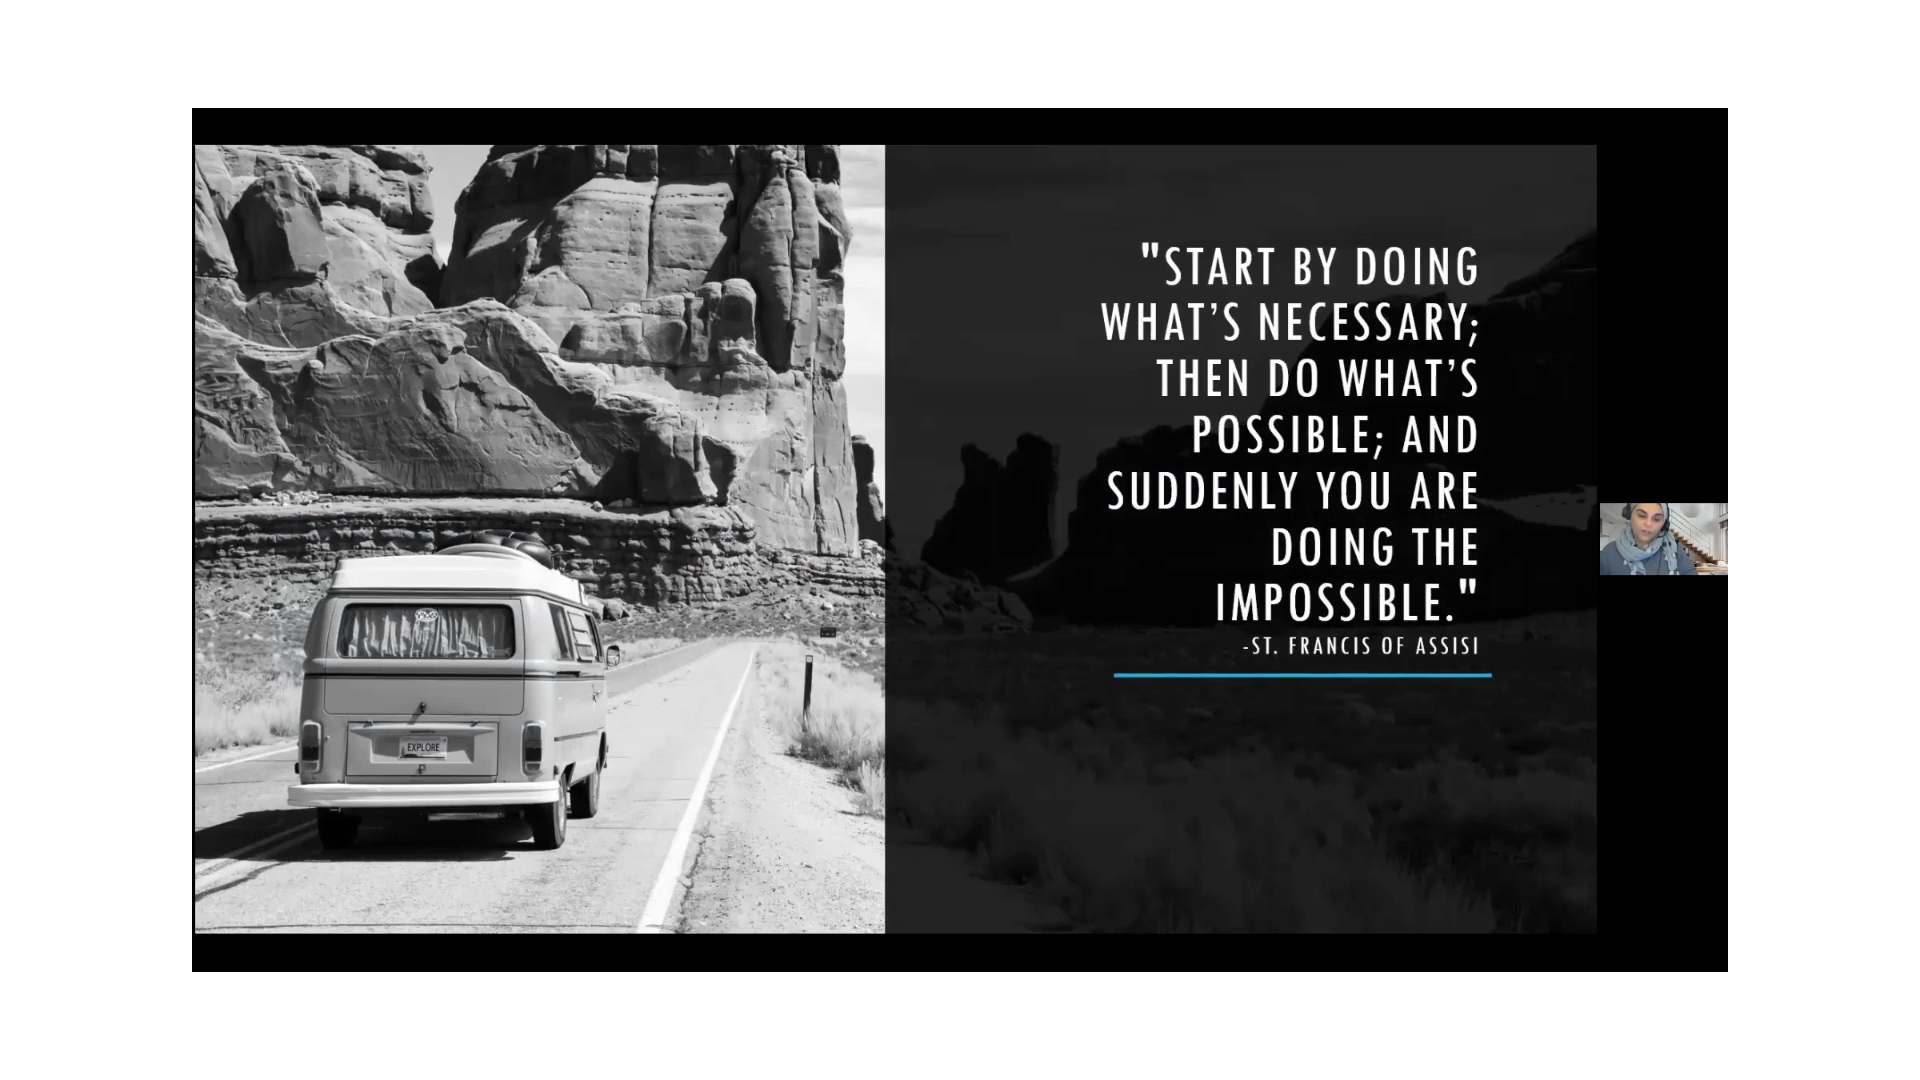 "START BY DOING
WHAT'S NECESSARY;
THEN DO WHAT'S
POSSIBLE; AND
SUDDENLY YOU ARE
DOING THE
IMPOSSIBLE."
-ST. FRANCIS OF ASSISI
EXPLORE